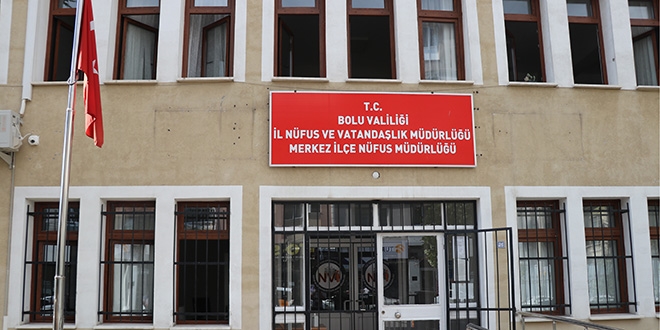 T.C.
BOLU VALİLİĞİ
İL NÜFUS VE VATANDAŞLIK MÜDÜRLÜĞÜ
MERKEZ İLÇE NÜFUS MÜDÜRLÜĞÜ